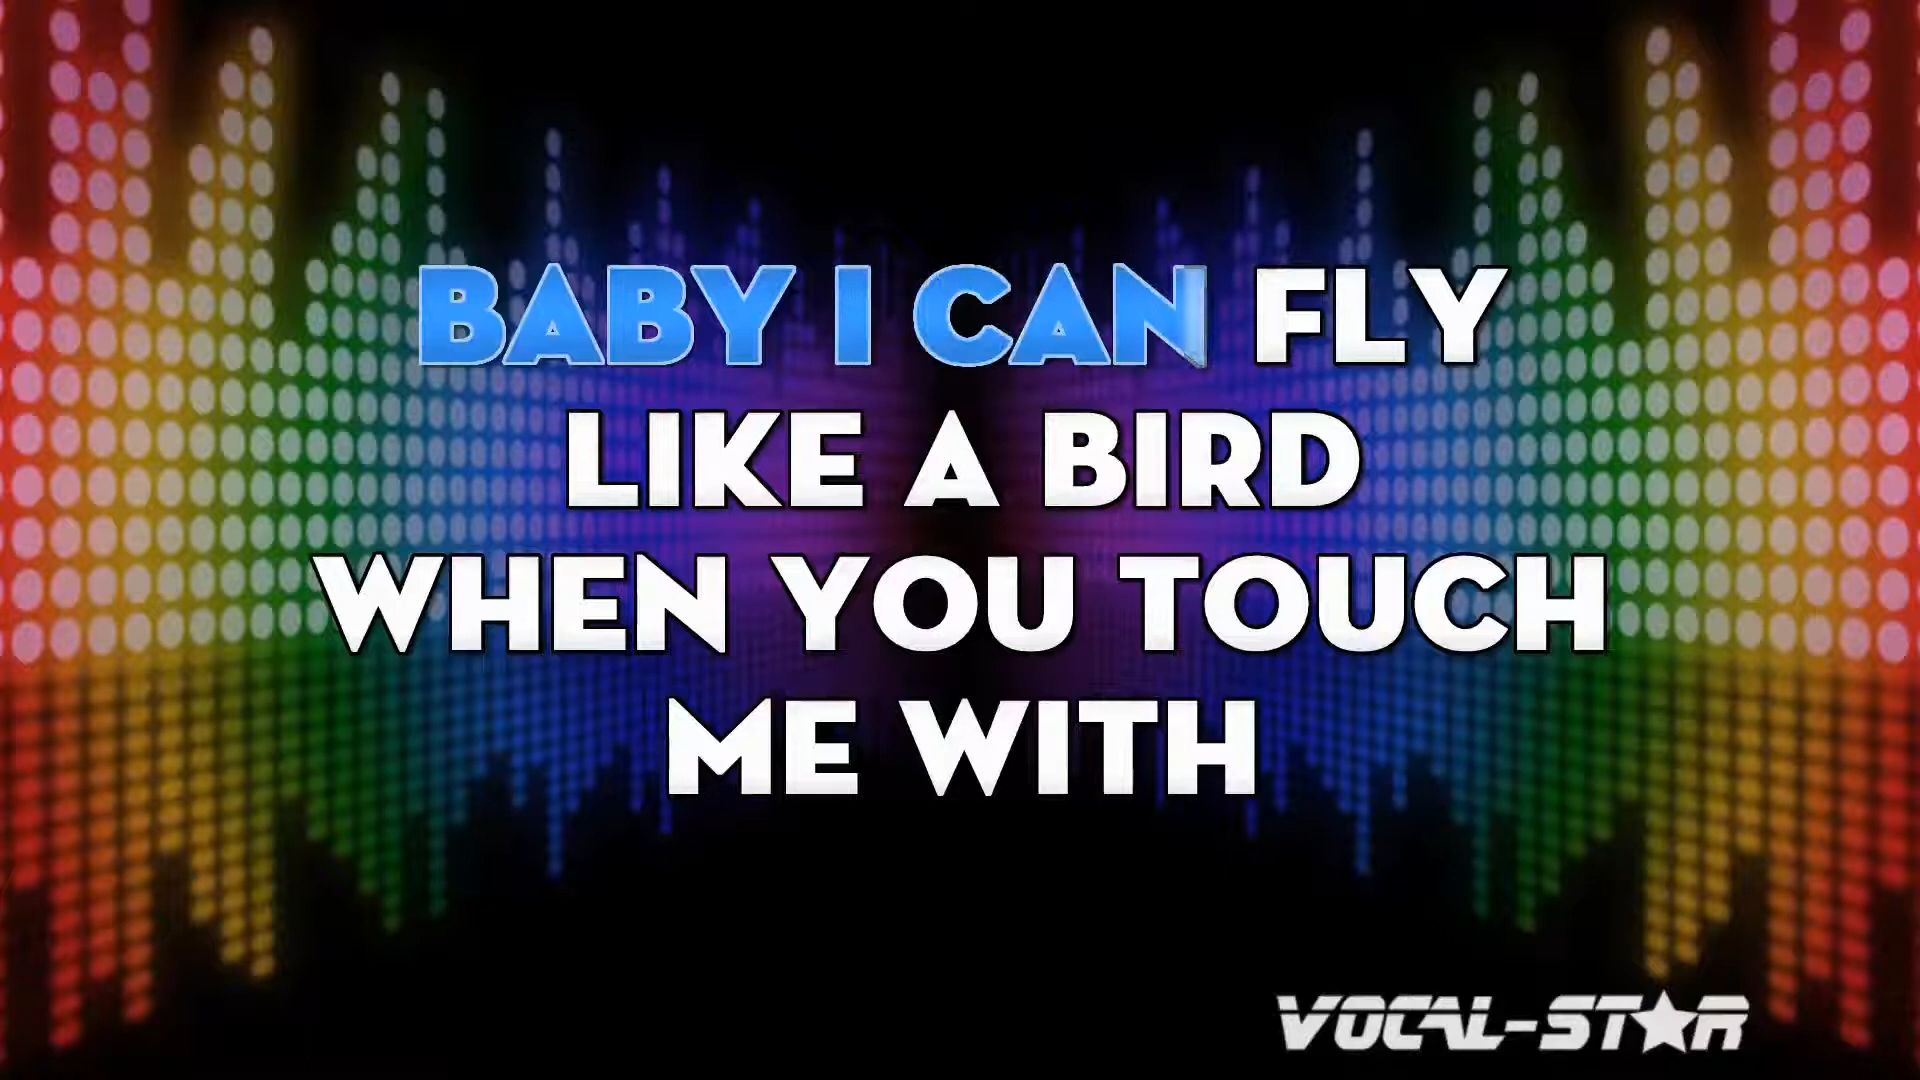 BABY I CAN FLY
LIKE A BIRD
WHEN YOU TOUCH
ME WITH
VOCAL-STAR